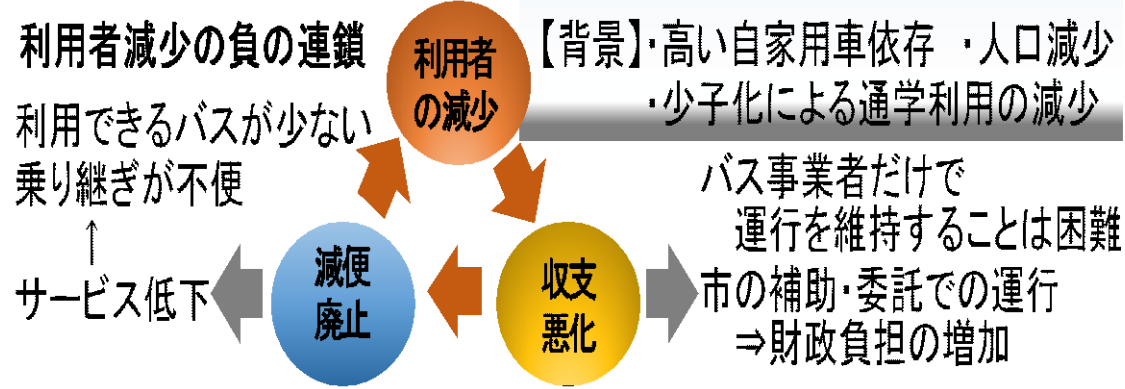 利用者減少の負の連鎖
利用者
の減少
【背景】・高い自家用車依存　・人口減少
・少子化による通学利用の減少
利用できるバスが少ない
乗り継ぎが不便
↑
サービス低下
減便
廃止
収支
悪化
バス事業者だけで
運行を維持することは困難
市の補助・委託での運行
⇒財政負担の増加